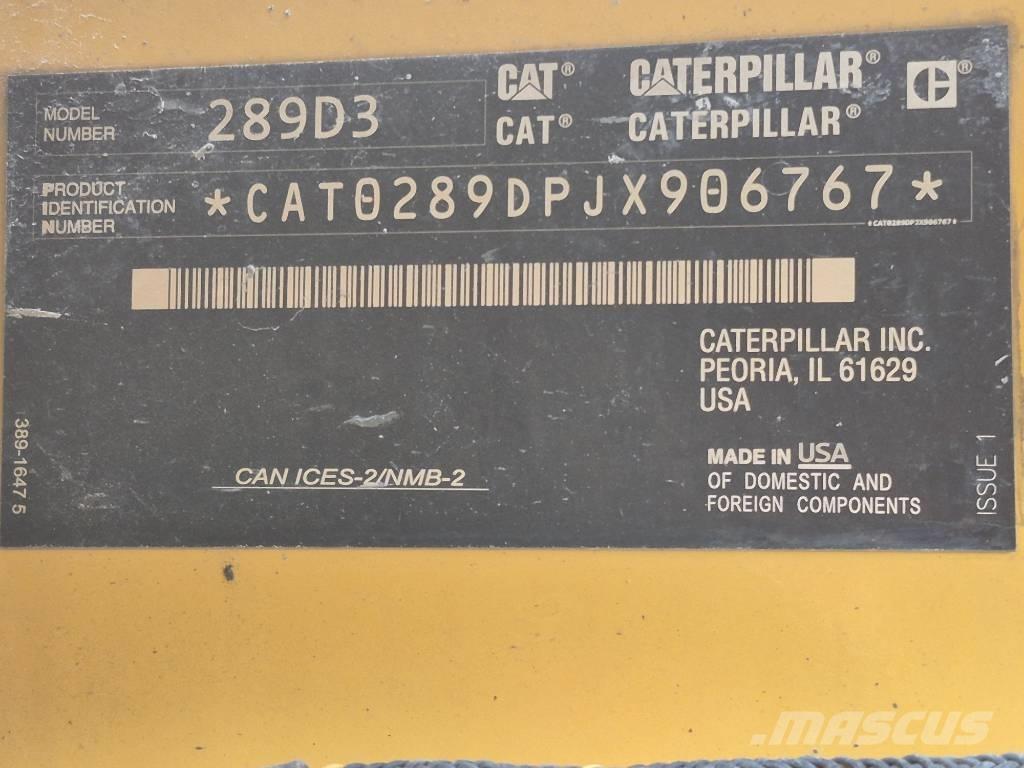 MODEL NUMBER 289D3
CAT® CATERPILLAR®
CAT® CATERPILLAR®
PRODUCT IDENTIFICATION NUMBER *CAT0289DPJX906767*
*CAT0289DPJX906767*
CATERPILLAR INC.
PEORIA, IL 61629
USA
MADE IN USA
OF DOMESTIC AND
FOREIGN COMPONENTS
CAN ICES-2/NMB-2
389-1647 5
ISSUE 1
MASCUS